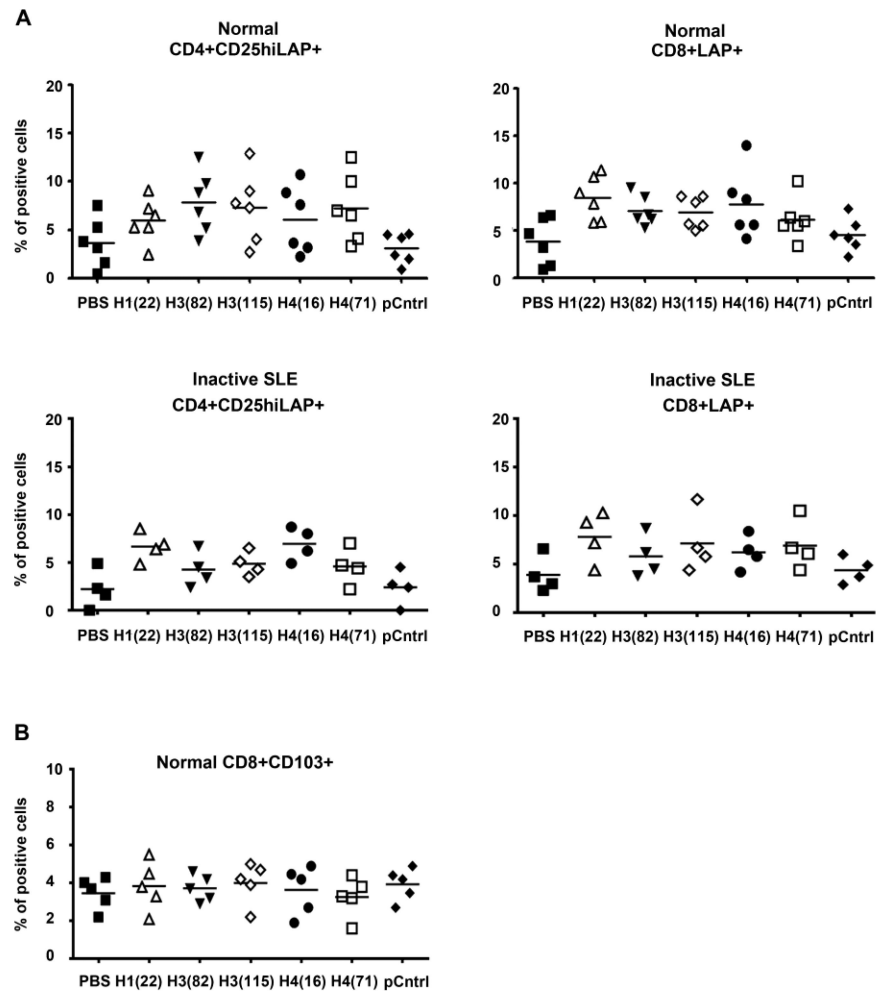 A
Normal
CD4+CD25hiLAP+
% of positive cells
20
15
10
5
0
PBS H1(22) H3(82) H3(115) H4(16) H4(71) pCntrl
Normal
CD8+LAP+
20
15
10
5
0
PBS H1(22) H3(82) H3(115) H4(16) H4(71) pCntrl
Inactive SLE
CD4+CD25hiLAP+
% of positive cells
20
15
10
5
0
PBS H1(22) H3(82) H3(115) H4(16) H4(71) pCntrl
Inactive SLE
CD8+LAP+
20
15
10
5
0
PBS H1(22) H3(82) H3(115) H4(16) H4(71) pCntrl
B
Normal CD8+CD103+
% of positive cells
10
8
6
4
2
0
PBS H1(22) H3(82) H3(115) H4(16) H4(71) pCntrl